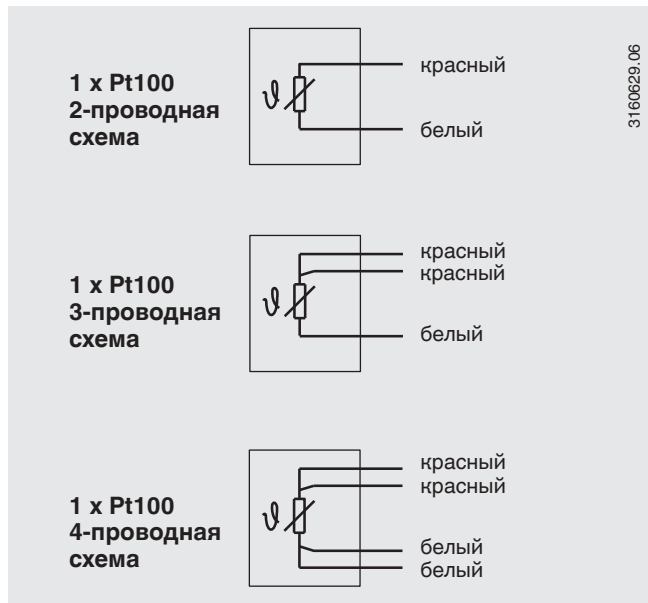 1 x Pt100
2-проводная
схема
ϑ
красный
белый
3160629.06
1 x Pt100
3-проводная
схема
ϑ
красный
красный
белый
1 x Pt100
4-проводная
схема
ϑ
красный
красный
белый
белый